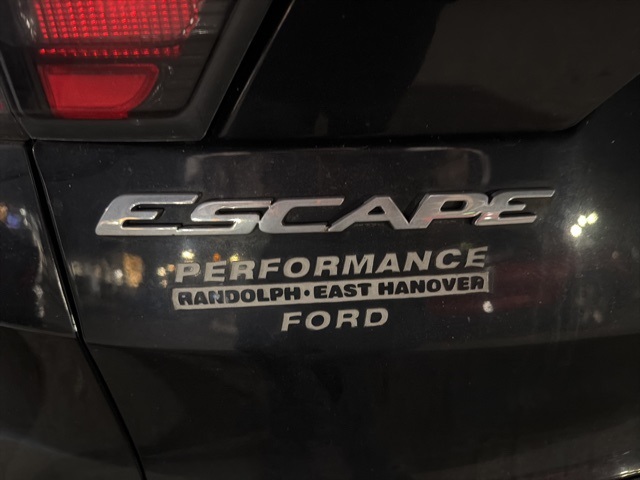 ESCAPE
PERFORMANCE
RANDOLPH • EAST HANOVER
FORD